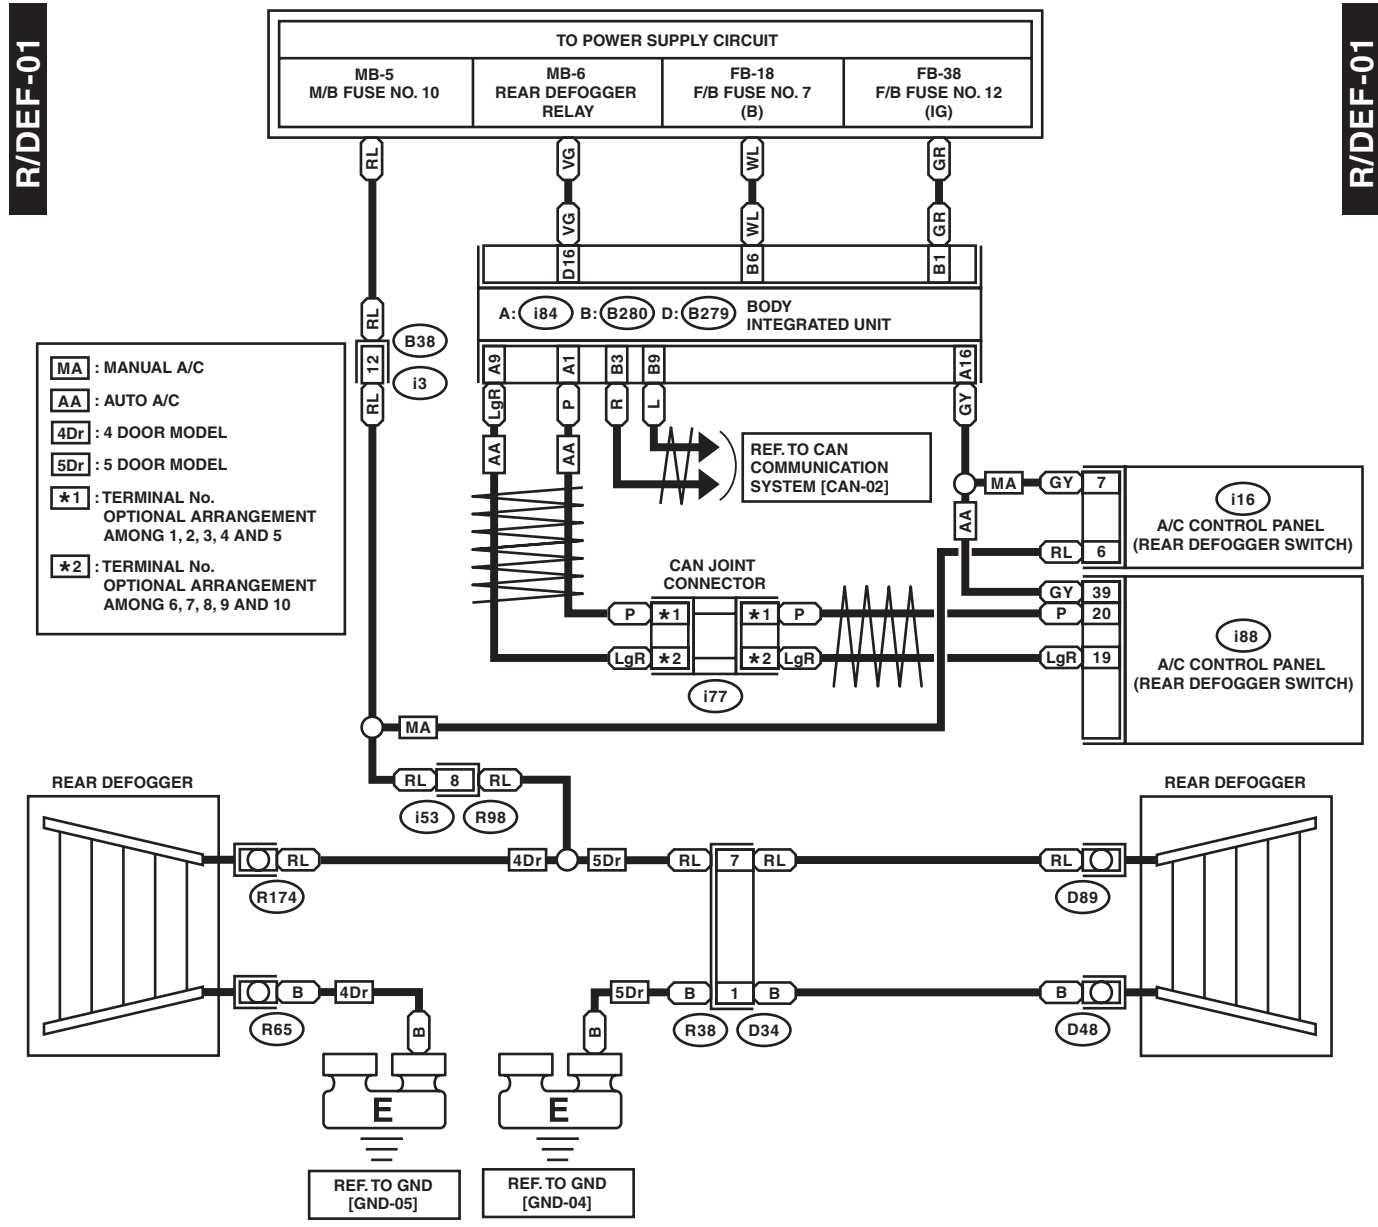 R/DEF-01
R/DEF-01
TO POWER SUPPLY CIRCUIT
MB-5
M/B FUSE NO. 10
MB-6
REAR DEFOGGER
RELAY
FB-18
F/B FUSE NO. 7
(B)
FB-38
F/B FUSE NO. 12
(IG)
RL
VG
WL
GR
VG
WL
GR
D16
B6
B1
A: i84 B: B280 D: B279
BODY
INTEGRATED UNIT
RL
12
RL
B38
i3
A9
A1
B3
B9
A16
LgR
P
R
L
GY
AA
AA
MA : MANUAL A/C
AA : AUTO A/C
4Dr : 4 DOOR MODEL
5Dr : 5 DOOR MODEL
*1 : TERMINAL No.
OPTIONAL ARRANGEMENT
AMONG 1, 2, 3, 4 AND 5
*2 : TERMINAL No.
OPTIONAL ARRANGEMENT
AMONG 6, 7, 8, 9 AND 10
REF. TO CAN
COMMUNICATION
SYSTEM [CAN-02]
MA
GY
7
AA
RL
6
i16
A/C CONTROL PANEL
(REAR DEFOGGER SWITCH)
CAN JOINT
CONNECTOR
P
*1
*1
P
LgR
*2
*2
LgR
i77
GY
39
P
20
LgR
19
i88
A/C CONTROL PANEL
(REAR DEFOGGER SWITCH)
MA
RL
8
RL
i53
R98
REAR DEFOGGER
REAR DEFOGGER
RL
4Dr
5Dr
RL
7
RL
RL
R174
D89
B
4Dr
5Dr
B
1
B
B
R65
R38
D34
D48
B
B
E
E
REF. TO GND
[GND-05]
REF. TO GND
[GND-04]